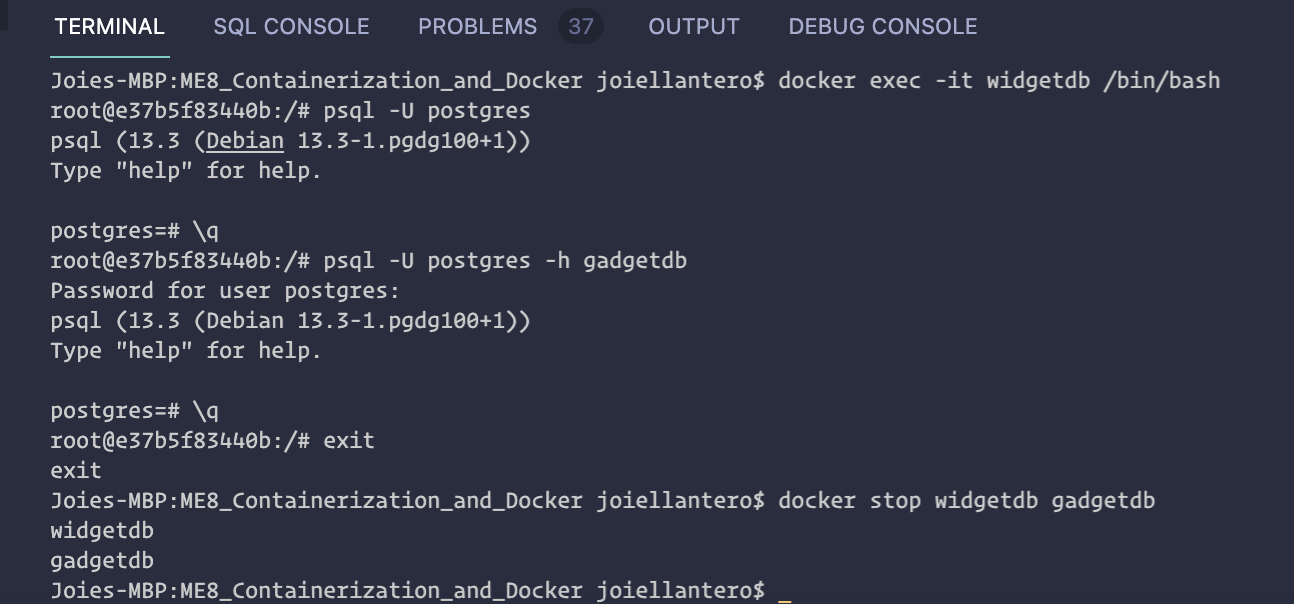 TERMINAL SQL CONSOLE PROBLEMS 37 OUTPUT DEBUG CONSOLE
Joies-MBP:ME8_Containerization_and_Docker joiellantero$ docker exec -it widgetdb /bin/bash
root@e37b5f83440b:/# psql -U postgres
psql (13.3 (Debian 13.3-1.pgdg100+1))
Type "help" for help.
postgres=# \q
root@e37b5f83440b:/# psql -U postgres -h gadgetdb
Password for user postgres:
psql (13.3 (Debian 13.3-1.pgdg100+1))
Type "help" for help.
postgres=# \q
root@e37b5f83440b:/# exit
exit
Joies-MBP:ME8_Containerization_and_Docker joiellantero$ docker stop widgetdb gadgetdb
widgetdb
gadgetdb
Joies-MBP:ME8_Containerization_and_Docker joiellantero$ _